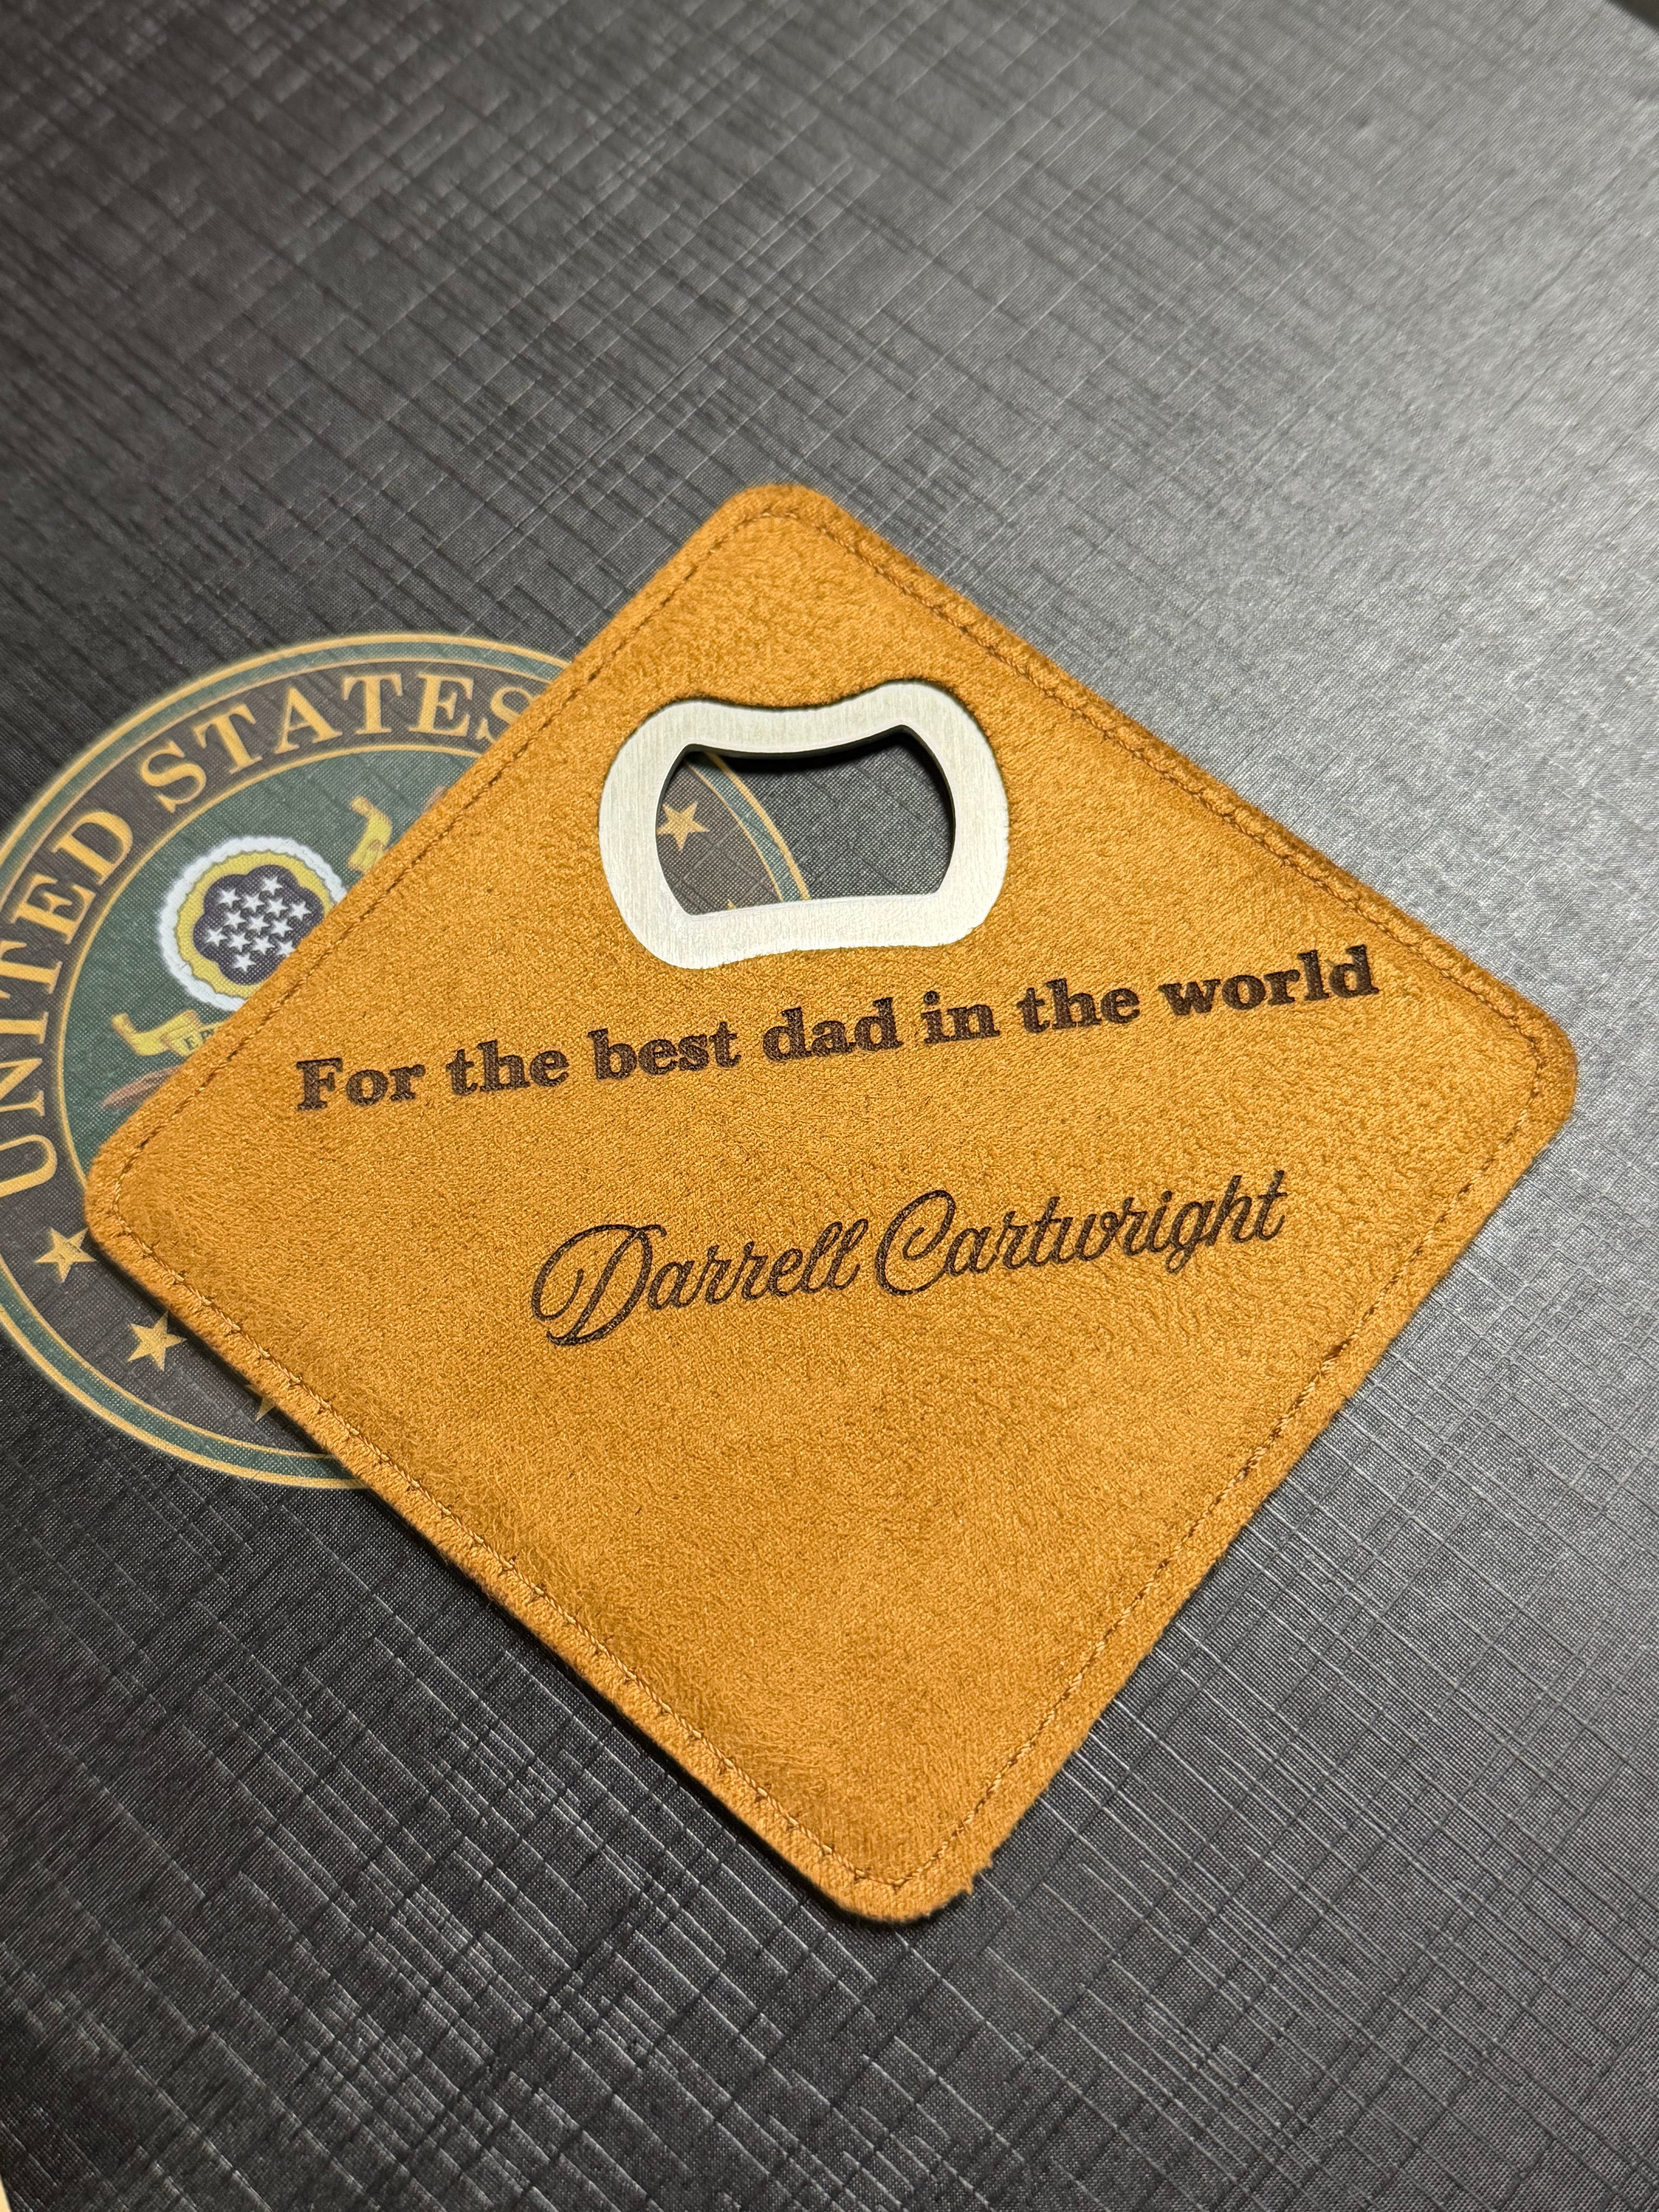 UNITED STATES
For the best dad in the world
Darrell Cartwright